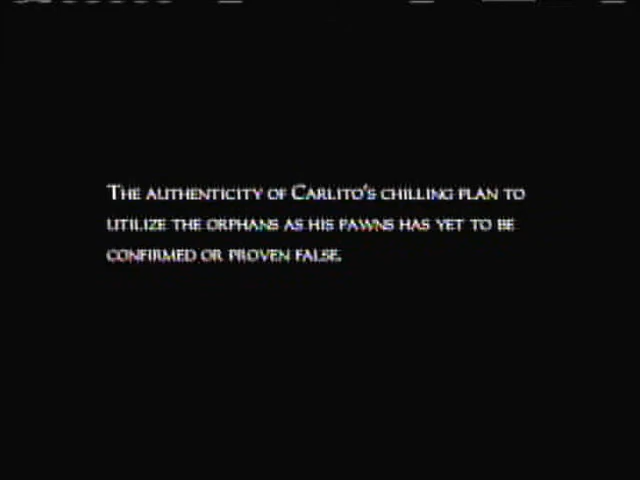 The authenticity of Carlito's chilling plan to
utilize the orphans as his pawns has yet to be
confirmed or proven false.